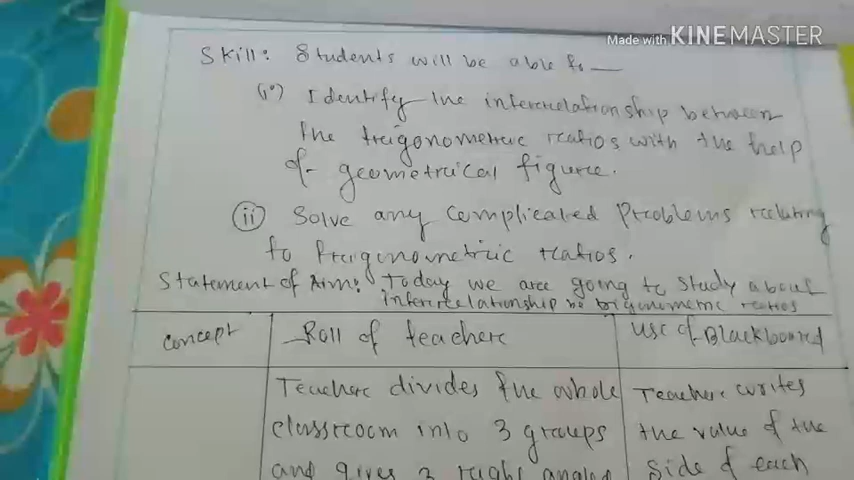 Made with KINEMASTER
Skill: Students will be able to —
(i) Identify the interrelationship between
the trigonometric ratios with the help
of geometrical figure.
(ii) Solve any complicated Problems relating
to trigonometric ratios.
Statement of Aim: Today we are going to study about
interrelationship trigonometric ratios
concept
Roll of teacher
use of Blackboard
Teacher divides the whole
classroom into 3 groups
and gives 3 right angled
Teacher writes
the value of the
side of each